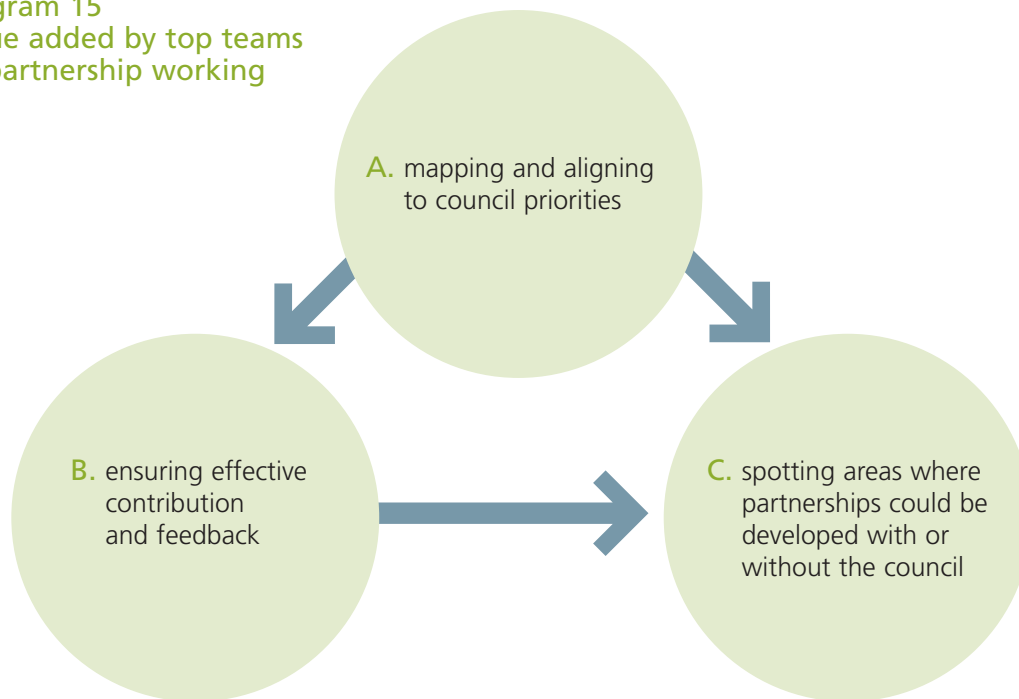 gram 15
ue added by top teams
partnership working
A. mapping and aligning
to council priorities
B. ensuring effective
contribution
and feedback
C. spotting areas where
partnerships could be
developed with or
without the council